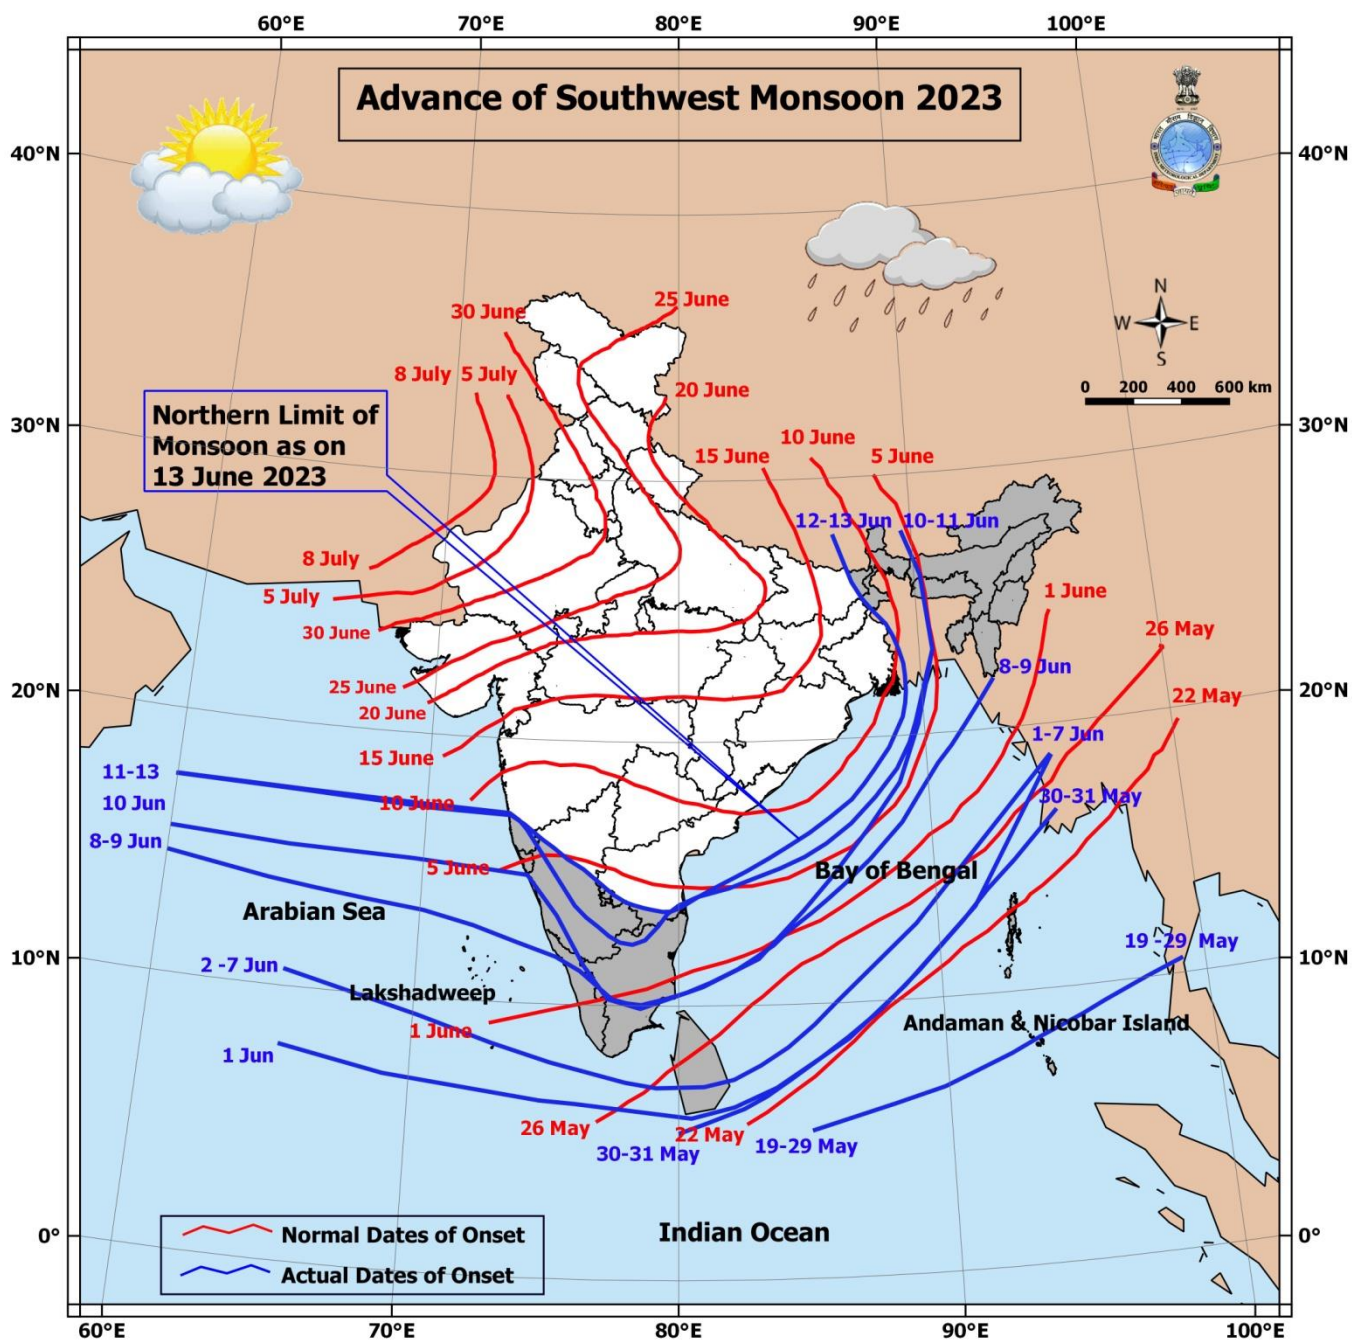 60°E 70°E 80°E 90°E 100°E
Advance of Southwest Monsoon 2023
40°N 40°N
N
W E
S
0 200 400 600 km
30 June 25 June
8 July 5 July
20 June
Northern Limit of
Monsoon as on
13 June 2023
30°N 30°N
10 June
15 June 5 June
12-13 Jun 10-11 Jun
8 July
5 July
1 June
30 June
26 May
8-9 Jun
25 June
20°N 20°N
22 May
20 June
1-7 Jun
15 June
11-13
30-31 May
10 Jun
10 June
8-9 Jun
5 June
Bay of Bengal
Arabian Sea
19 -29 May
10°N 10°N
2 -7 Jun
Lakshadweep
Andaman & Nicobar Island
1 June
1 Jun
26 May 22 May
30-31 May 19-29 May
Indian Ocean
0° 0°
Normal Dates of Onset
Actual Dates of Onset
60°E 70°E 80°E 90°E 100°E